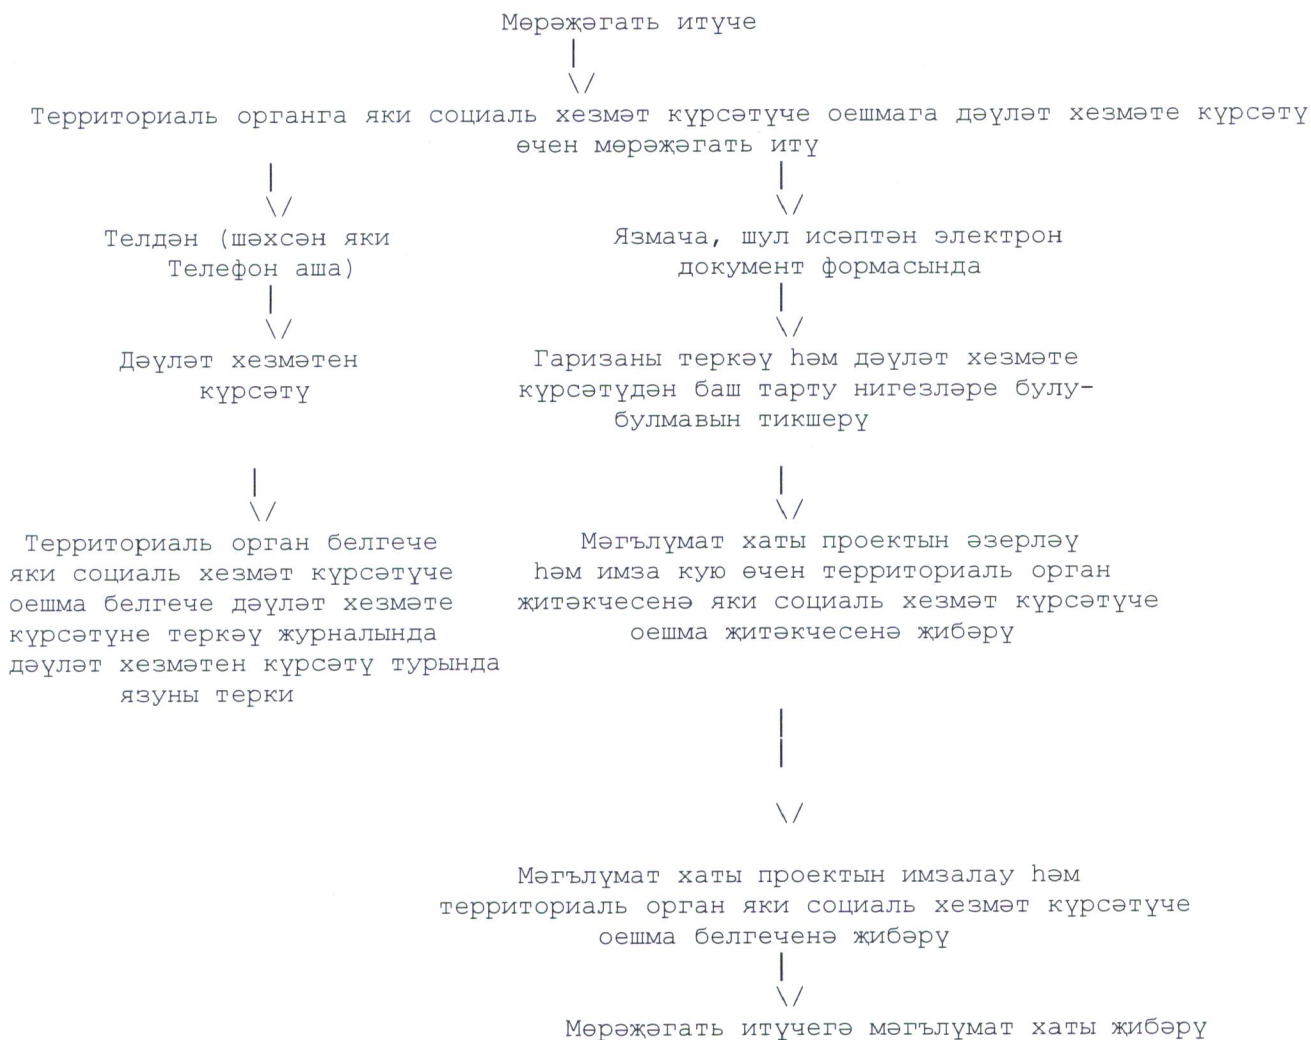 Мөрәҗәгать итүче
Территориаль органга яки социаль хезмәт күрсәтүче оешмага дәүләт хезмәте күрсәтү
өчен мөрәҗәгать итү
Телдән (шәхсән яки
Телефон аша)
Дәүләт хезмәтен
күрсәтү
Территориаль орган белгече
яки социаль хезмәт күрсәтүче
оешма белгече дәүләт хезмәте
күрсәтүне теркәү журналында
дәүләт хезмәтен күрсәтү турында
язуны терки
Язмача, шул исәптән электрон
документ формасында
Гаризаны теркәү һәм дәүләт хезмәте
күрсәтүдән баш тарту нигезләре булу-
булмавын тикшерү
Мәгълүмат хаты проектын әзерләү
һәм имза кую өчен территориаль орган
җитәкчесенә яки социаль хезмәт күрсәтүче
оешма җитәкчесенә җибәрү
Мәгълүмат хаты проектын имзалау һәм
территориаль орган яки социаль хезмәт күрсәтүче
оешма белгеченә җибәрү
Мөрәҗәгать итүчегә мәгълүмат хаты җибәрү